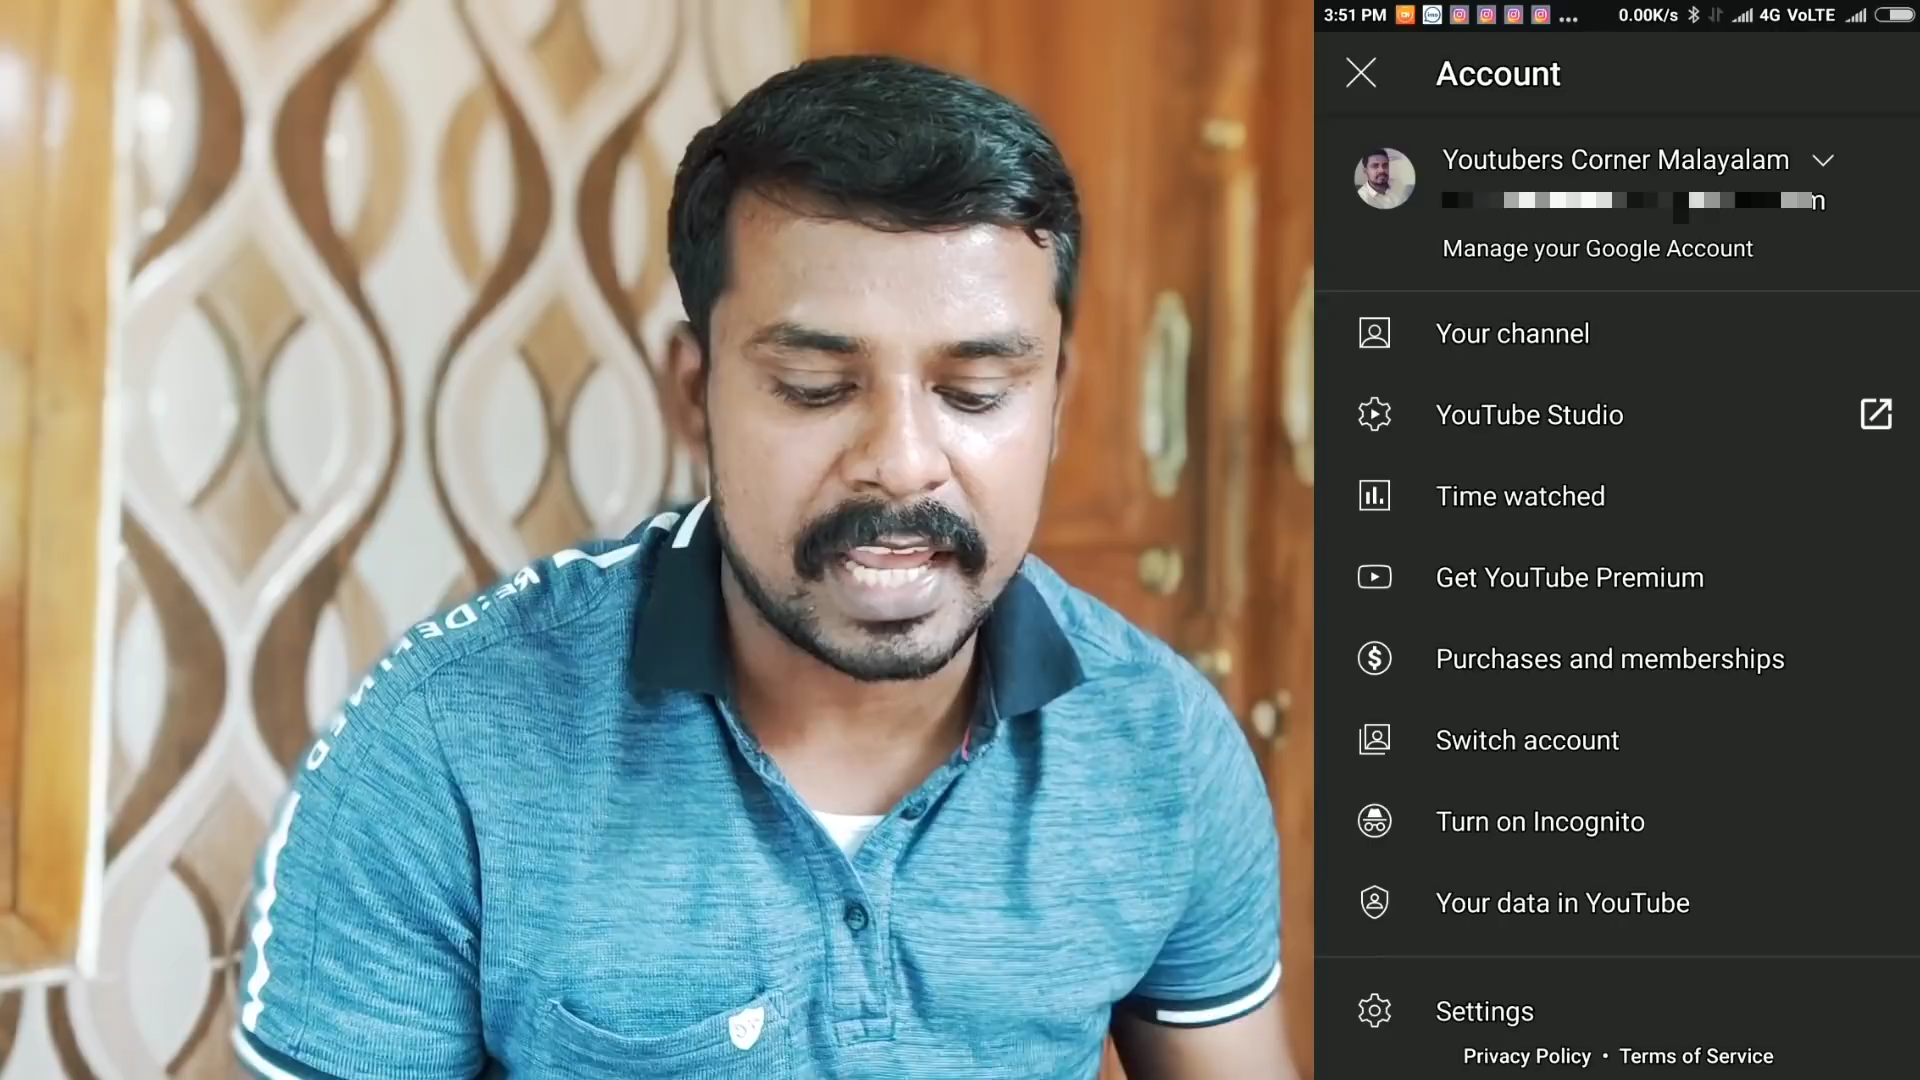 3:51 PM
0.00K/s 4G VoLTE
Account
Youtubers Corner Malayalam
m
Manage your Google Account
Your channel
YouTube Studio
Time watched
Get YouTube Premium
Purchases and memberships
Switch account
Turn on Incognito
Your data in YouTube
Settings
Privacy Policy • Terms of Service